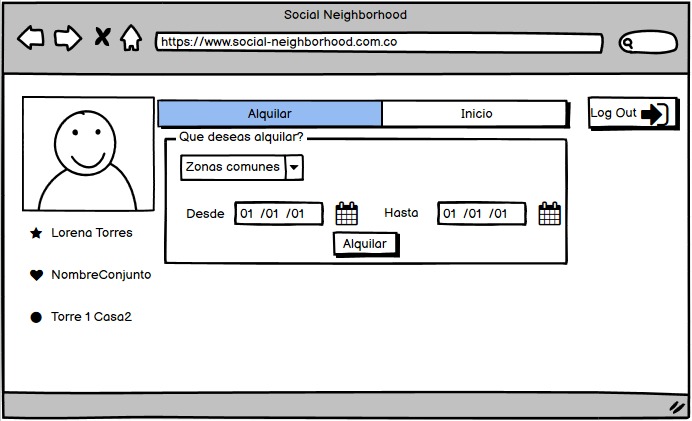 Social Neighborhood
https://www.social-neighborhood.com.co
Alquilar
Inicio
Log Out
Que deseas alquilar?
Zonas comunes
Desde
01 /01 /01
Hasta
01 /01 /01
Alquilar
Lorena Torres
NombreConjunto
Torre 1 Casa2